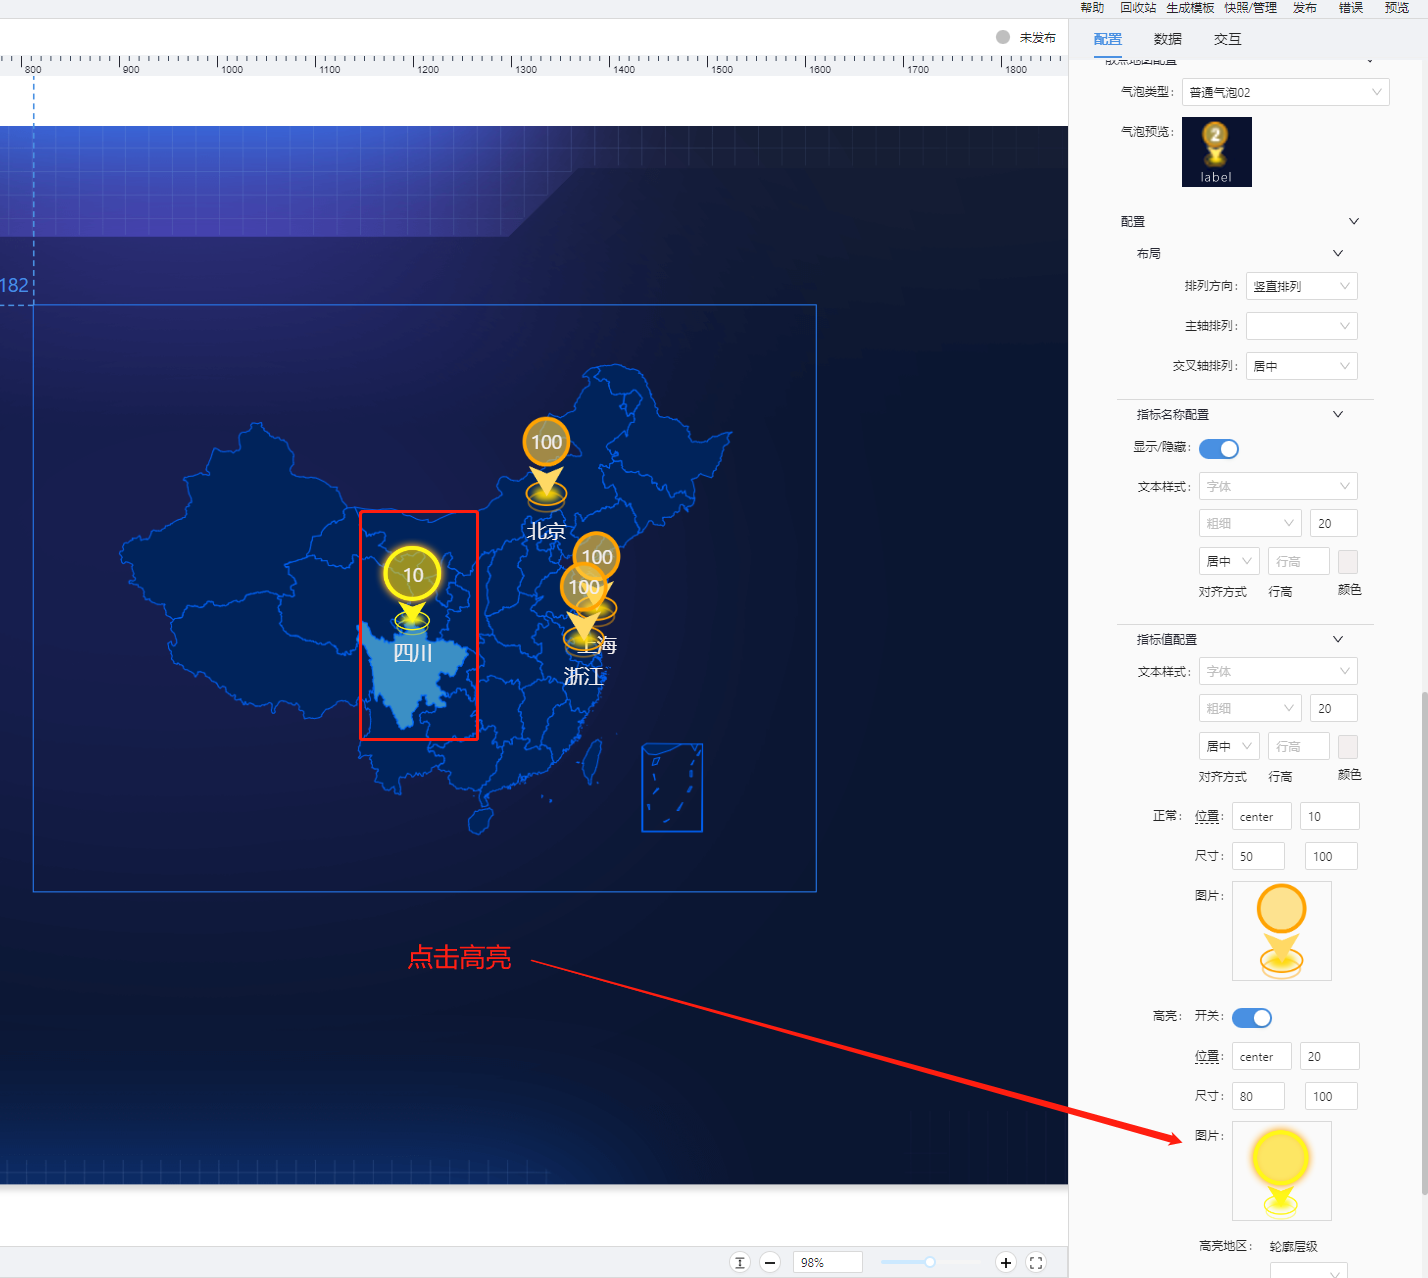 帮助 回收站 生成模板 快照/管理 发布 错误 预览
未发布
配置 数据 交互
800 900 1000 1100 1200 1300 1400 1500 1600 1700 1800
散点地图配置
气泡类型: 普通气泡02
气泡预览:
2
label
配置
布局
182
排列方向: 竖直排列
主轴排列:
交叉轴排列: 居中
指标名称配置
显示/隐藏:
文本样式: 字体
粗细 20
居中 行高
对齐方式 行高 颜色
100
北京
100
10
100
四川
上海
浙江
指标值配置
文本样式: 字体
粗细 20
居中 行高
对齐方式 行高 颜色
正常: 位置: center 10
尺寸: 50 100
图片:
点击高亮
高亮: 开关:
位置: center 20
尺寸: 80 100
图片:
高亮地区: 轮廓层级
98%